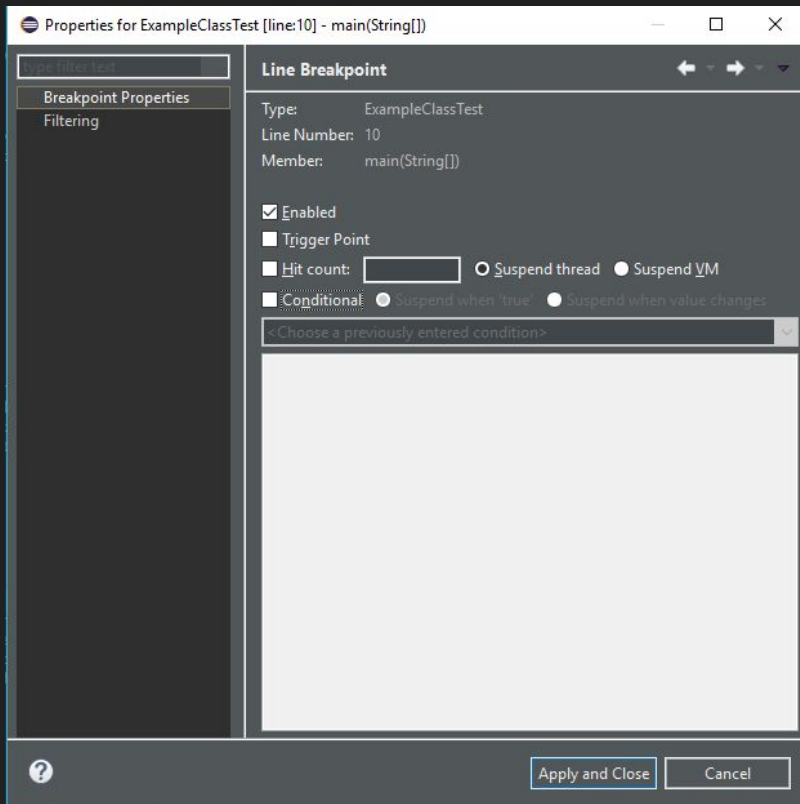 Properties for ExampleClassTest [line:10] - main(String[])
type filter text
Breakpoint Properties
Filtering
Line Breakpoint
Type: ExampleClassTest
Line Number: 10
Member: main(String[])
Enabled
Trigger Point
Hit count: Suspend thread Suspend VM
Conditional Suspend when 'true' Suspend when value changes
<Choose a previously entered condition>
Apply and Close Cancel